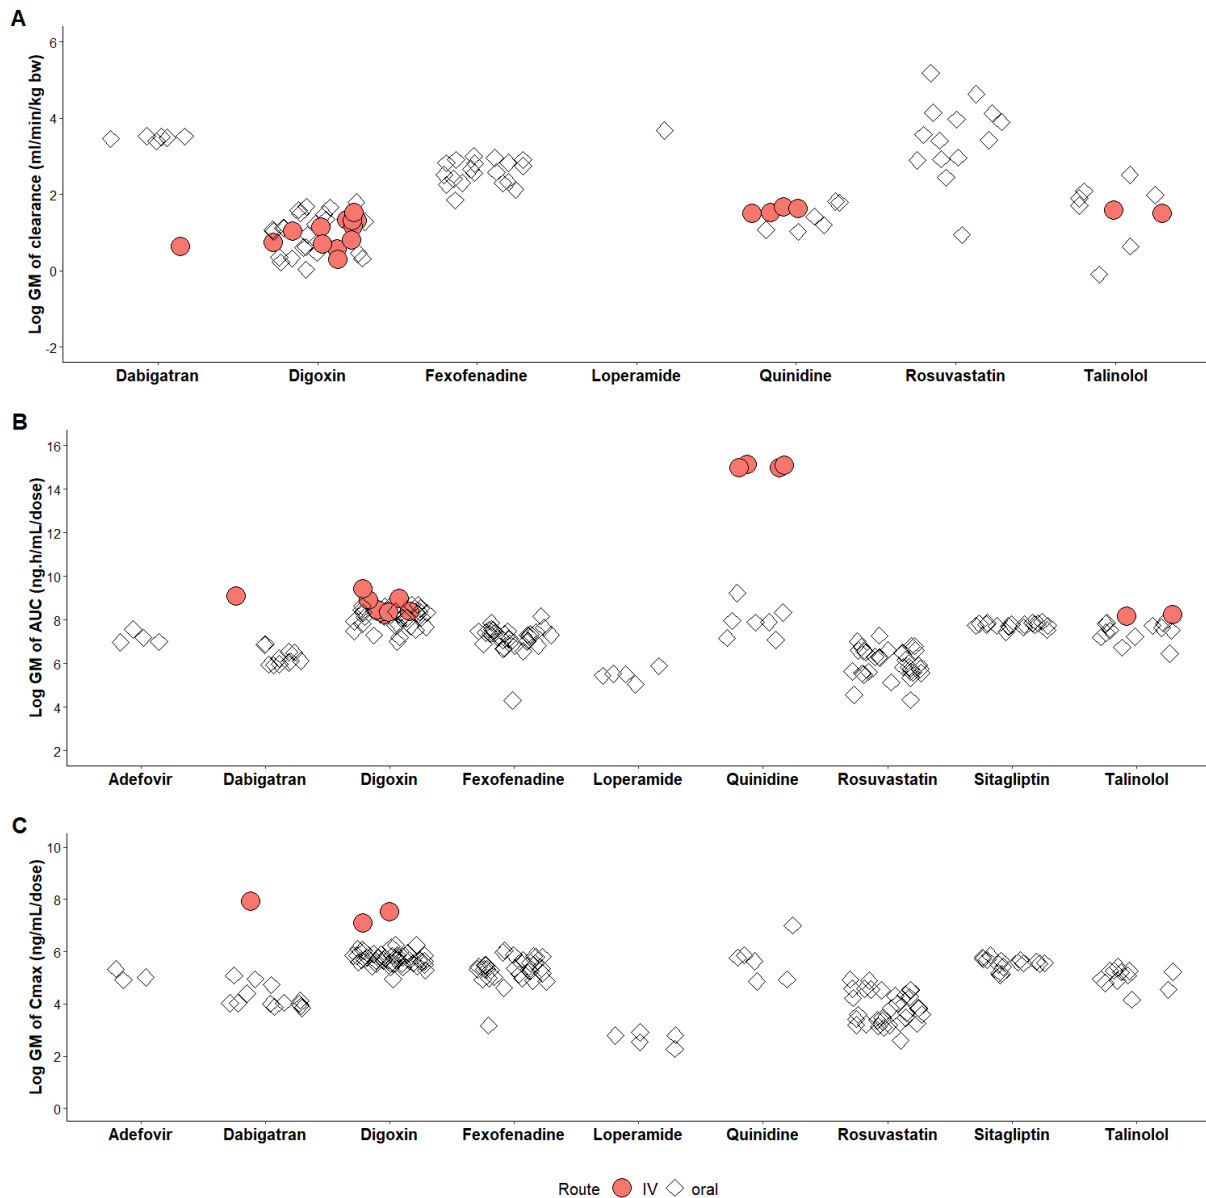 A
Log GM of clearance (ml/min/kg bw)
6
4
2
0
-2
Dabigatran Digoxin Fexofenadine Loperamide Quinidine Rosuvastatin Talinolol
B
Log GM of AUC (ng.h/mL/dose)
16
14
12
10
8
6
4
2
Adefovir Dabigatran Digoxin Fexofenadine Loperamide Quinidine Rosuvastatin Sitagliptin Talinolol
C
Log GM of Cmax (ng/mL/dose)
10
8
6
4
2
0
Adefovir Dabigatran Digoxin Fexofenadine Loperamide Quinidine Rosuvastatin Sitagliptin Talinolol
Route IV oral